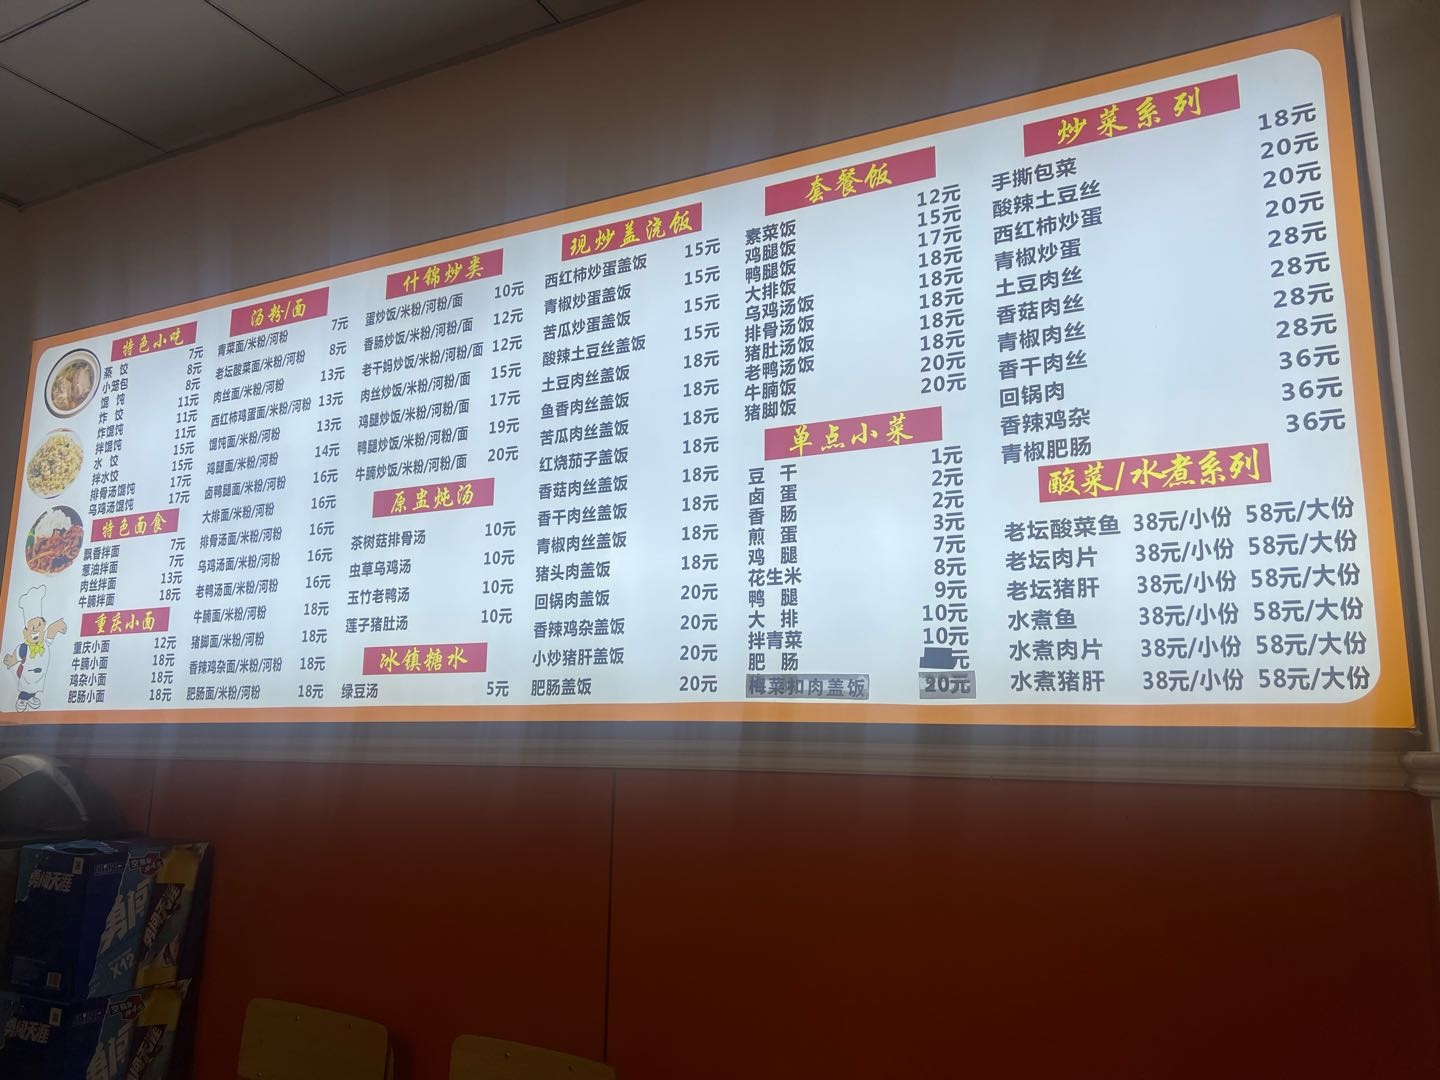 特色小吃
蒸饺 7元
小笼包 8元
馄饨 8元
炸饺 11元
炸馄饨 11元
拌馄饨 11元
水饺 15元
拌水饺 15元
排骨汤馄饨 17元
乌鸡汤馄饨 17元
特色面食
飘香拌面 7元
葱油拌面 7元
肉丝拌面 13元
牛腩拌面 18元
重庆小面
重庆小面 12元
牛腩小面 18元
鸡杂小面 18元
肥肠小面 18元
汤粉/面
青菜面/米粉/河粉 7元
老坛酸菜面/米粉/河粉 8元
肉丝面/米粉/河粉 13元
西红柿鸡蛋面/米粉/河粉 13元
馄饨面/米粉/河粉 13元
鸡腿面/米粉/河粉 14元
卤鸭腿面/米粉/河粉 16元
大排面/米粉/河粉 16元
排骨汤面/米粉/河粉 16元
乌鸡汤面/米粉/河粉 16元
老鸭汤面/米粉/河粉 16元
牛腩面/米粉/河粉 18元
猪脚面/米粉/河粉 18元
香辣鸡杂面/米粉/河粉 18元
肥肠面/米粉/河粉 18元
什锦炒类
蛋炒饭/米粉/河粉/面 10元
香肠炒饭/米粉/河粉/面 12元
老干妈炒饭/米粉/河粉/面 12元
肉丝炒饭/米粉/河粉/面 15元
鸡腿炒饭/米粉/河粉/面 17元
鸭腿炒饭/米粉/河粉/面 19元
牛腩炒饭/米粉/河粉/面 20元
原盅炖汤
茶树菇排骨汤 10元
虫草乌鸡汤 10元
玉竹老鸭汤 10元
莲子猪肚汤 10元
冰镇糖水
绿豆汤 5元
现炒盖浇饭
西红柿炒蛋盖饭 15元
青椒炒蛋盖饭 15元
苦瓜炒蛋盖饭 15元
酸辣土豆丝盖饭 15元
土豆肉丝盖饭 18元
鱼香肉丝盖饭 18元
苦瓜肉丝盖饭 18元
红烧茄子盖饭 18元
香菇肉丝盖饭 18元
香干肉丝盖饭 18元
青椒肉丝盖饭 18元
猪头肉盖饭 18元
回锅肉盖饭 20元
香辣鸡杂盖饭 20元
小炒猪肝盖饭 20元
肥肠盖饭 20元
套餐饭
素菜饭 12元
鸡腿饭 15元
鸭腿饭 17元
大排饭 18元
乌鸡汤饭 18元
排骨汤饭 18元
猪肚汤饭 18元
老鸭汤饭 18元
牛腩饭 20元
猪脚饭 20元
单点小菜
豆干 1元
卤蛋 2元
香肠 2元
煎蛋 3元
鸡腿 7元
花生米 8元
鸭腿 9元
大排 10元
拌青菜 10元
肥肠 元
梅菜扣肉盖饭 20元
炒菜系列
手撕包菜 18元
酸辣土豆丝 20元
西红柿炒蛋 20元
青椒炒蛋 20元
土豆肉丝 28元
香菇肉丝 28元
青椒肉丝 28元
香干肉丝 28元
回锅肉 36元
香辣鸡杂 36元
青椒肥肠 36元
酸菜/水煮系列
老坛酸菜鱼 38元/小份 58元/大份
老坛肉片 38元/小份 58元/大份
老坛猪肝 38元/小份 58元/大份
水煮鱼 38元/小份 58元/大份
水煮肉片 38元/小份 58元/大份
水煮猪肝 38元/小份 58元/大份
勇闯天涯
勇闯
X12
勇闯天涯
勇闯